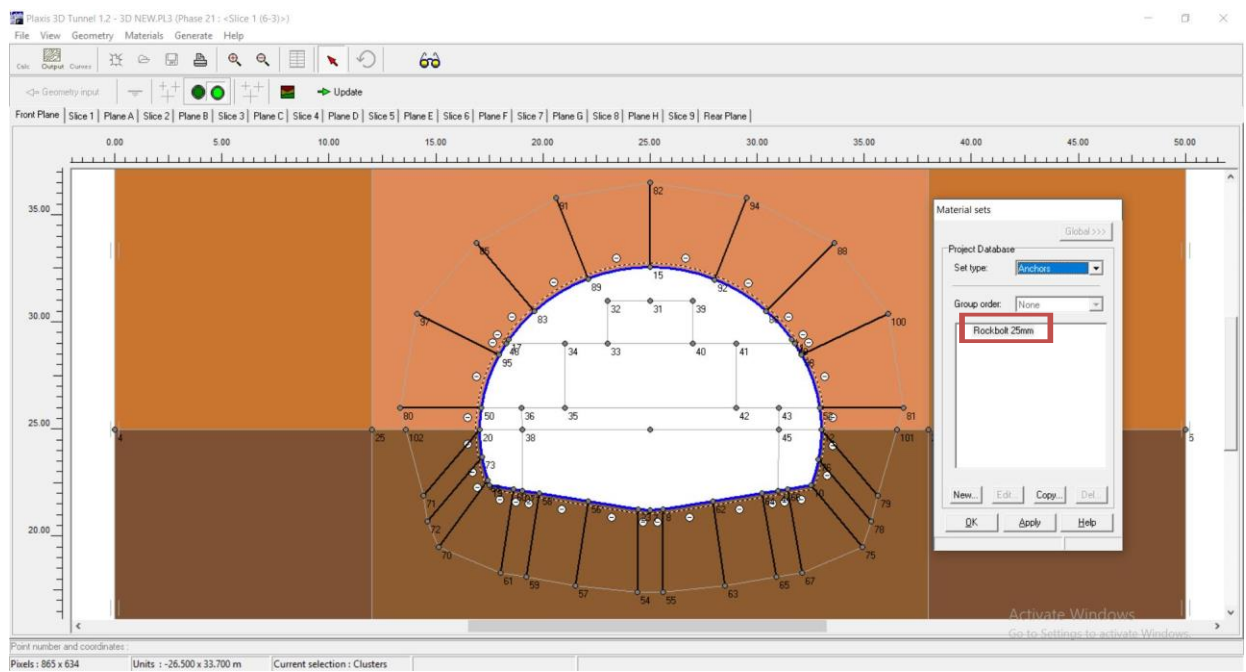 Plaxis 3D Tunnel 1.2 - 3D NEW.PL3 (Phase 21 : <Slice 1 (6-3)>)
File View Geometry Materials Generate Help
Calc Output Curves
<= Geometry input Update
Front Plane Slice 1 Plane A Slice 2 Plane B Slice 3 Plane C Slice 4 Plane D Slice 5 Plane E Slice 6 Plane F Slice 7 Plane G Slice 8 Plane H Slice 9 Rear Plane
0.00 5.00 10.00 15.00 20.00 25.00 30.00 35.00 40.00 45.00 50.00
82
35.00 91 94
Material sets
Global >>>
Project Database
88
Set type: Anchors
15
89 92
Group order: None
32 31 39
30.00 83
97 100
Rockbolt 25mm
34 33 40 41
95
80 50 36 35 42 43 81
25.00
4 25 102 20 38 45 101 5
73
71 79
New... Edit... Copy... Del...
72 78
OK Apply Help
20.00
70 75
61 59 65 67
57 63
54 55
Activate Windows
Go to Settings to activate Windows.
Point number and coordinates :
Pixels : 865 x 634 Units : -26.500 x 33.700 m Current selection : Clusters